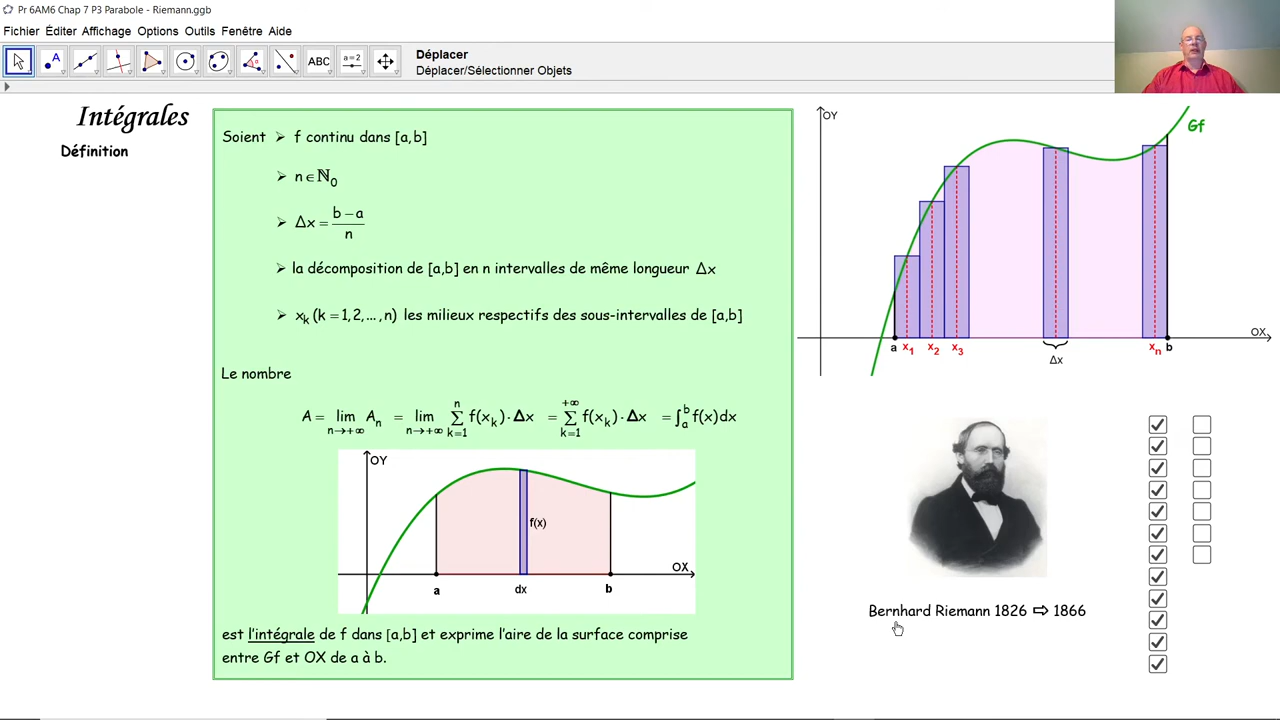 Pr 6AM6 Chap 7 P3 Parabole - Riemann.ggb
Fichier Éditer Affichage Options Outils Fenêtre Aide
A
ABC
a=2
Déplacer
Déplacer/Sélectionner Objets
Intégrales
Définition
Soient ➢ f continu dans [a,b]
➢ n∈ℕ₀
➢ Δx = (b−a)/n
➢ la décomposition de [a,b] en n intervalles de même longueur Δx
➢ xₖ (k = 1,2,...,n) les milieux respectifs des sous-intervalles de [a,b]
Le nombre
A = lim n→+∞ Aₙ = lim n→+∞ ∑ k=1 n f(xₖ)·Δx = ∑ k=1 +∞ f(xₖ)·Δx = ∫ₐᵇ f(x)dx
OY
f(x)
OX
a dx b
est l'intégrale de f dans [a,b] et exprime l'aire de la surface comprise
entre Gf et OX de a à b.
OY
Gf
OX
a x₁ x₂ x₃ xₙ b
Δx
Bernhard Riemann 1826 ⇨ 1866